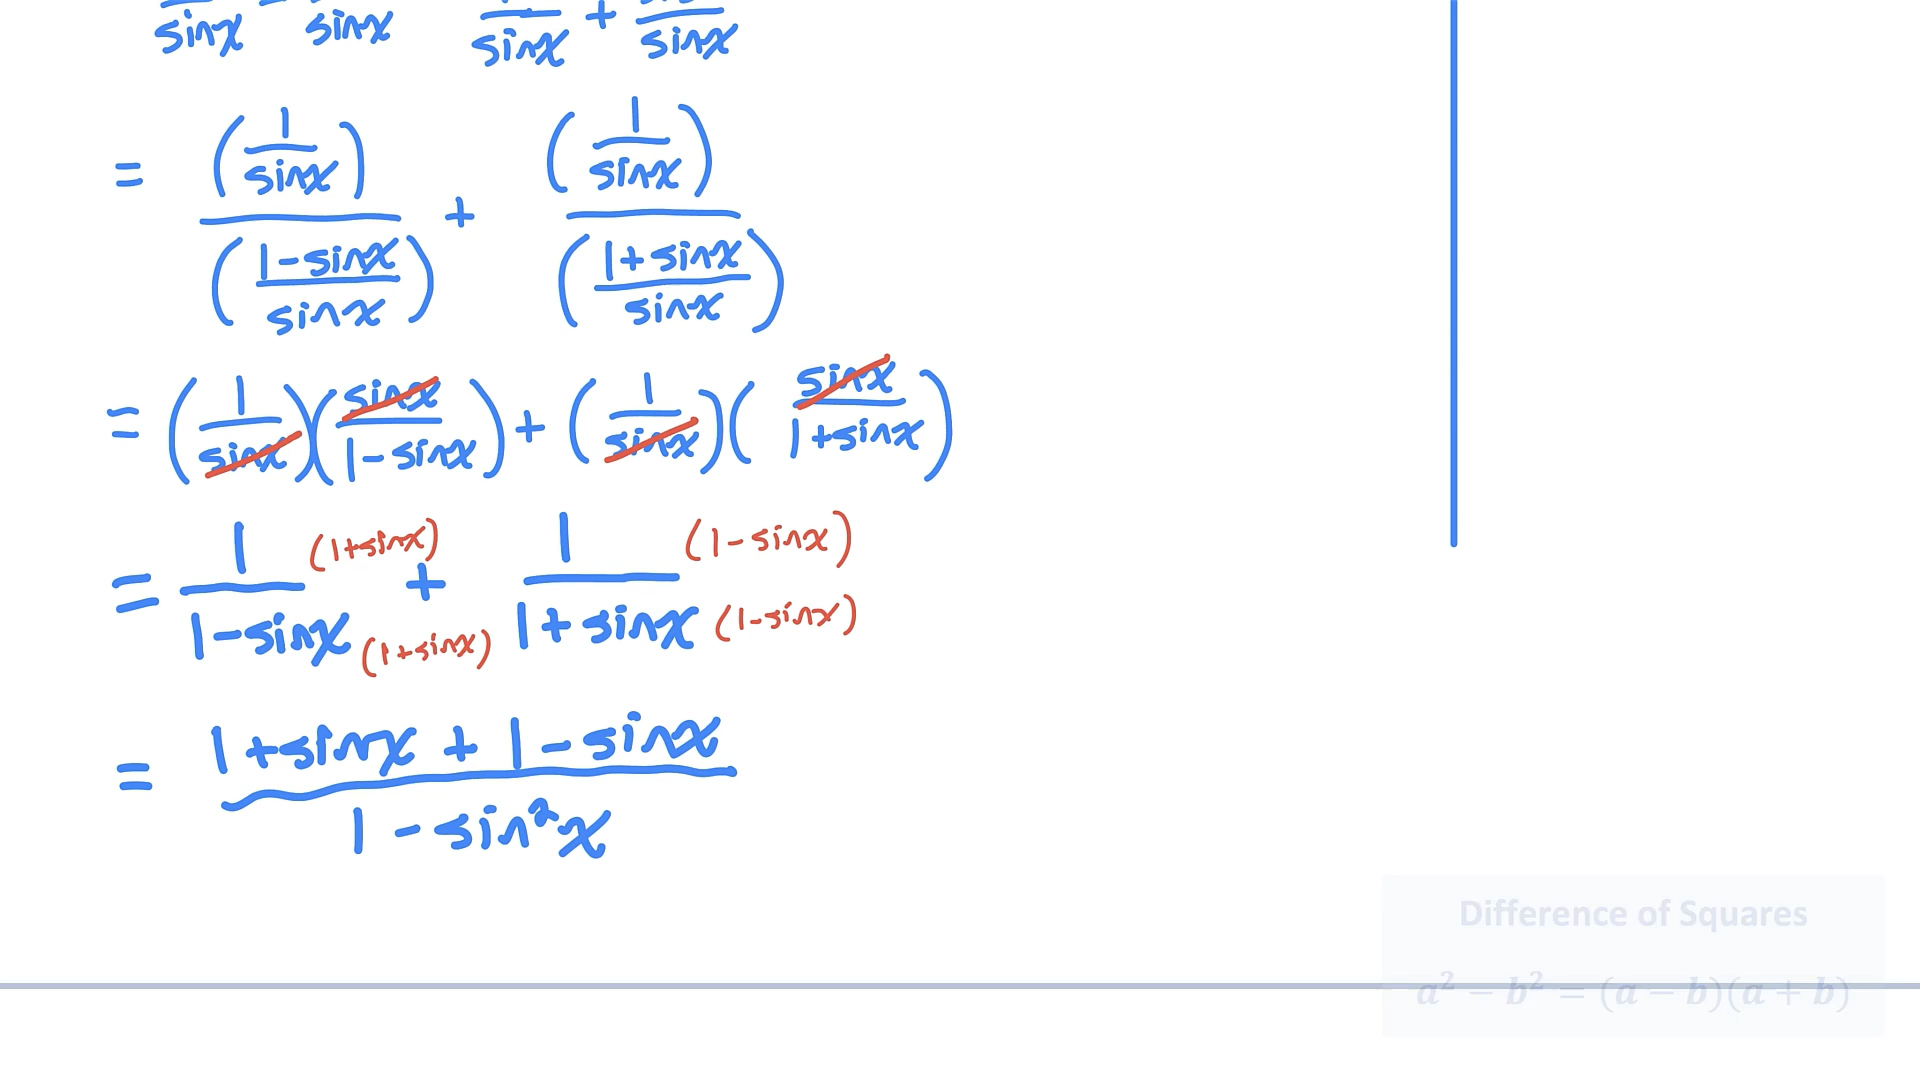 sinx − sinx sinx + sinx
= (1/sinx)/((1−sinx)/sinx) + (1/sinx)/((1+sinx)/sinx)
= (1/sinx)(sinx/(1−sinx)) + (1/sinx)(sinx/(1+sinx))
= 1(1+sinx)/(1−sinx(1+sinx)) + 1(1−sinx)/(1+sinx(1−sinx))
= (1+sinx + 1−sinx)/(1−sin²x)
Difference of Squares
a² − b² = (a − b)(a + b)